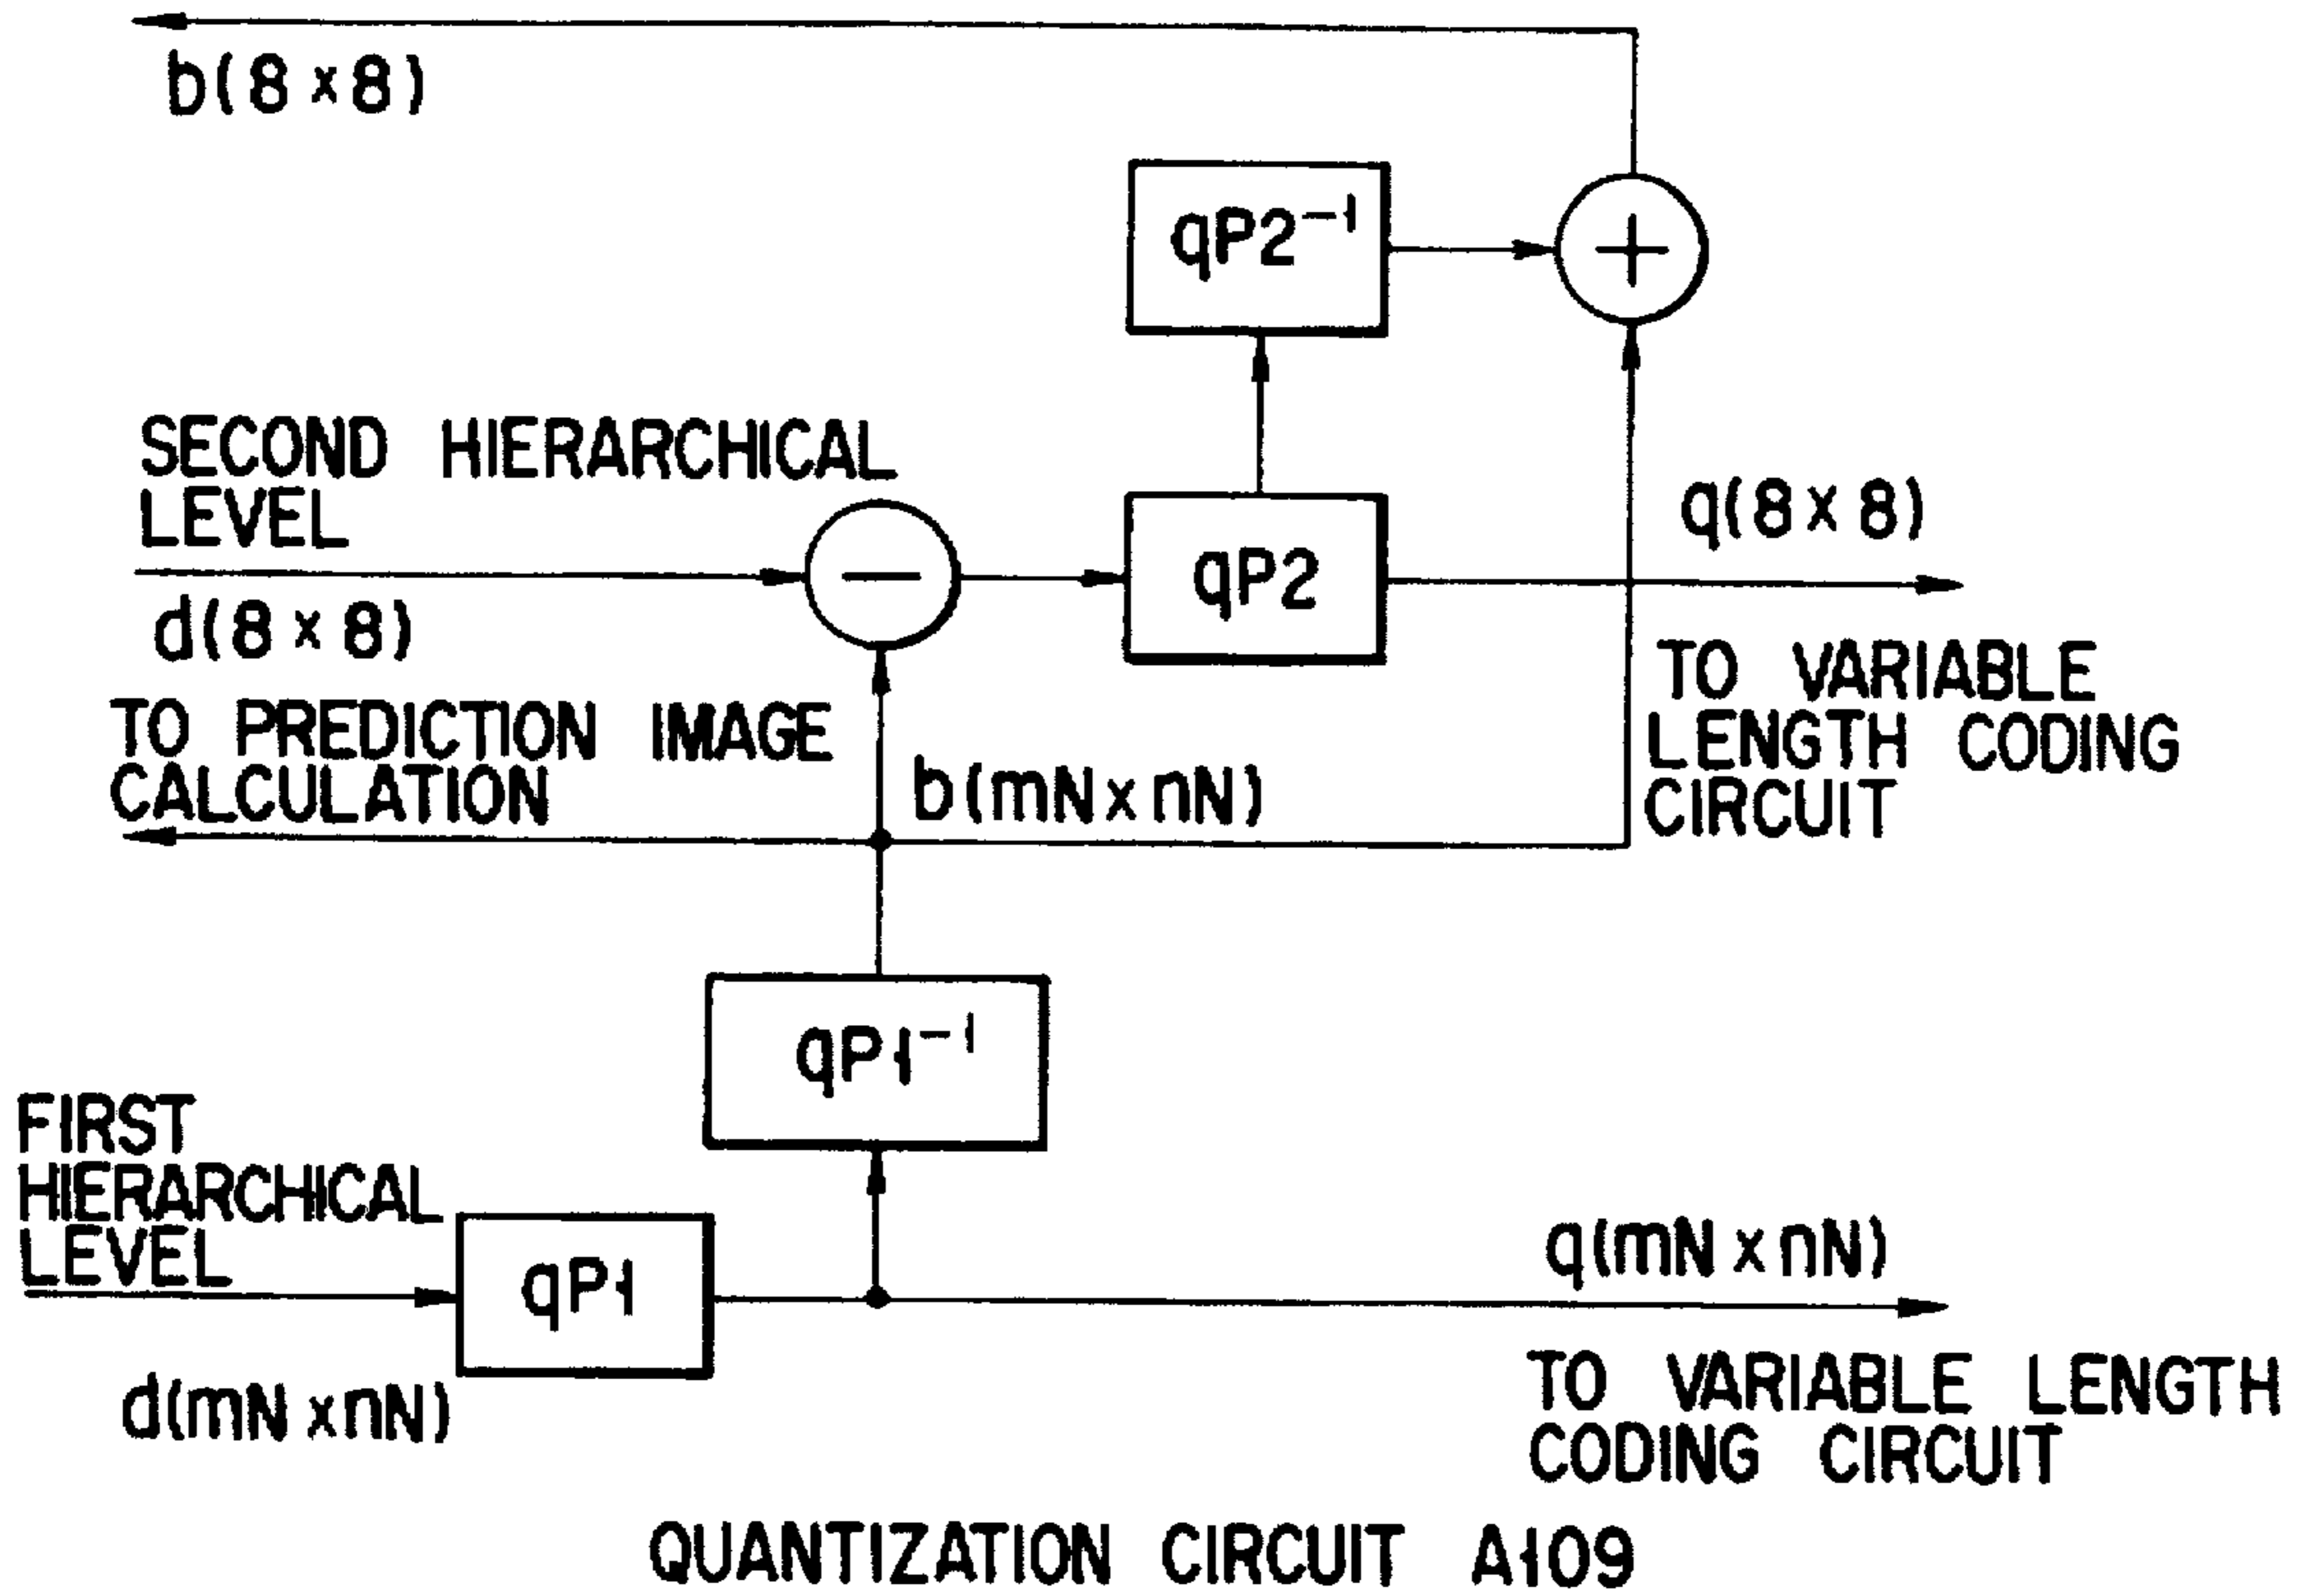 b(8×8)
qP2⁻¹
SECOND HIERARCHICAL
LEVEL
q(8×8)
qP2
d(8×8)
TO VARIABLE
LENGTH CODING
CIRCUIT
TO PREDICTION IMAGE
CALCULATION
b(mN×nN)
qP1⁻¹
FIRST
HIERARCHICAL
LEVEL
qP1
q(mN×nN)
d(mN×nN)
TO VARIABLE LENGTH
CODING CIRCUIT
QUANTIZATION CIRCUIT A109